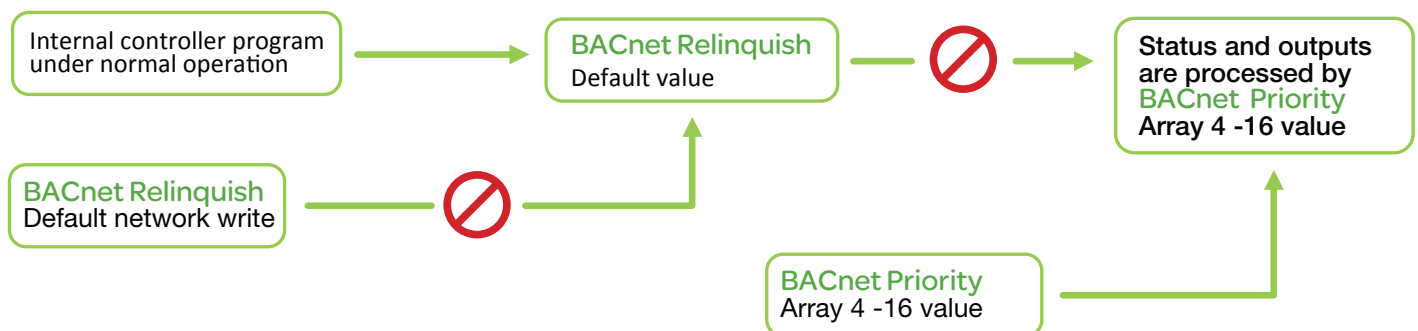 Internal controller program
under normal operation
BACnet Relinquish
Default value
Status and outputs
are processed by
BACnet Priority
Array 4 -16 value
BACnet Relinquish
Default network write
BACnet Priority
Array 4 -16 value